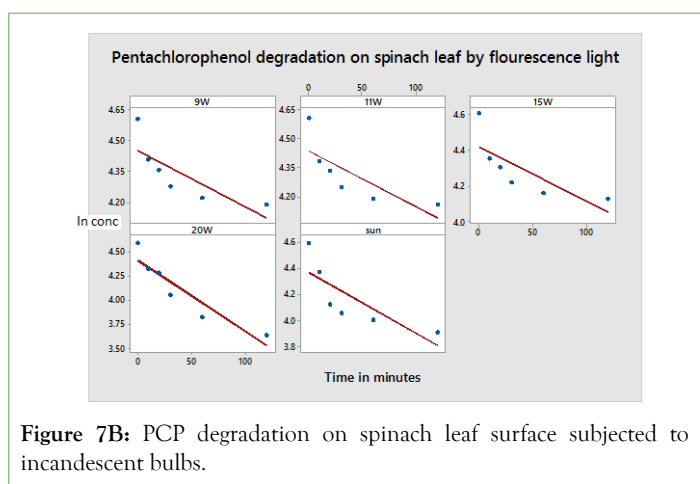 Pentachlorophenol degradation on spinach leaf by flourescence light
0 50 100
9W 11W 15W
4.65
4.50
4.35
4.20
4.65
4.50
4.35
4.20
4.6
4.4
4.2
4.0
0 50 100
In conc
20W sun
4.50
4.25
4.00
3.75
3.50
4.6
4.4
4.2
4.0
3.8
0 50 100
Time in minutes
Figure 7B: PCP degradation on spinach leaf surface subjected to
incandescent bulbs.